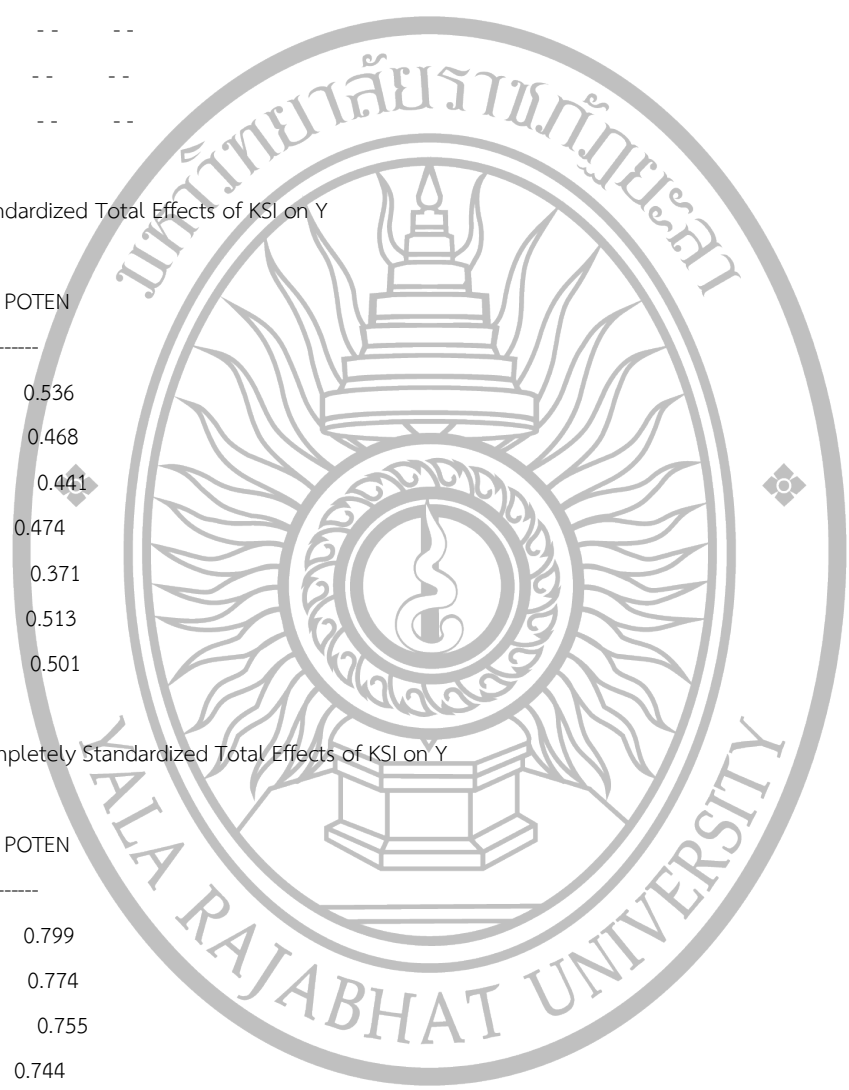 - - - -
- - - -
- - - -
มหาวิทยาลัยราชภัฏยะลา
ndardized Total Effects of KSI on Y
POTEN
------
0.536
0.468
0.441
0.474
0.371
0.513
0.501
mpletely Standardized Total Effects of KSI on Y
POTEN
------
0.799
0.774
0.755
0.744
YALA RAJABHAT UNIVERSITY